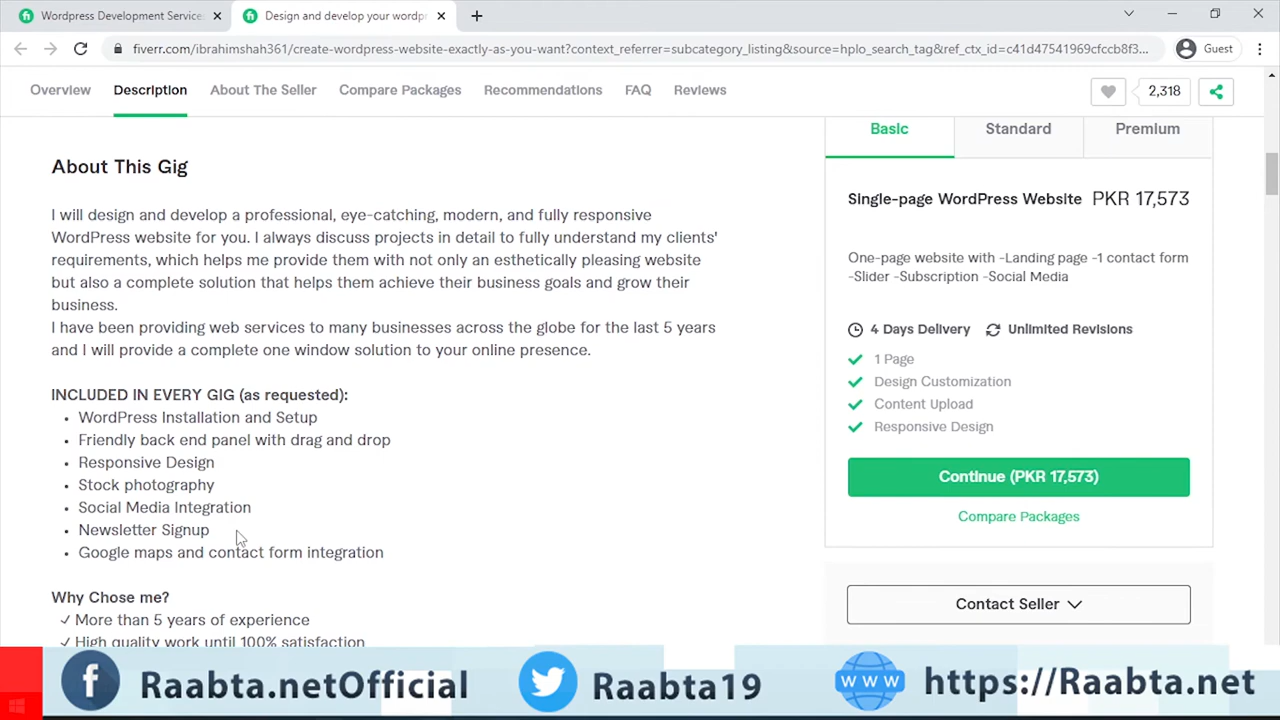 Wordpress Development Service
Design and develop your wordpr
fiverr.com/ibrahimshah361/create-wordpress-website-exactly-as-you-want?context_referrer=subcategory_listing&source=hplo_search_tag&ref_ctx_id=c41d47541969cfccb8f3...
Guest
Overview
Description
About The Seller
Compare Packages
Recommendations
FAQ
Reviews
2,318
About This Gig
I will design and develop a professional, eye-catching, modern, and fully responsive
WordPress website for you. I always discuss projects in detail to fully understand my clients'
requirements, which helps me provide them with not only an esthetically pleasing website
but also a complete solution that helps them achieve their business goals and grow their
business.
I have been providing web services to many businesses across the globe for the last 5 years
and I will provide a complete one window solution to your online presence.
INCLUDED IN EVERY GIG (as requested):
• WordPress Installation and Setup
• Friendly back end panel with drag and drop
• Responsive Design
• Stock photography
• Social Media Integration
• Newsletter Signup
• Google maps and contact form integration
Why Chose me?
✓ More than 5 years of experience
✓ High quality work until 100% satisfaction
Basic
Standard
Premium
Single-page WordPress Website PKR 17,573
One-page website with -Landing page -1 contact form
-Slider -Subscription -Social Media
4 Days Delivery
Unlimited Revisions
1 Page
Design Customization
Content Upload
Responsive Design
Continue (PKR 17,573)
Compare Packages
Contact Seller
Raabta.netOfficial
Raabta19
www
https://Raabta.net